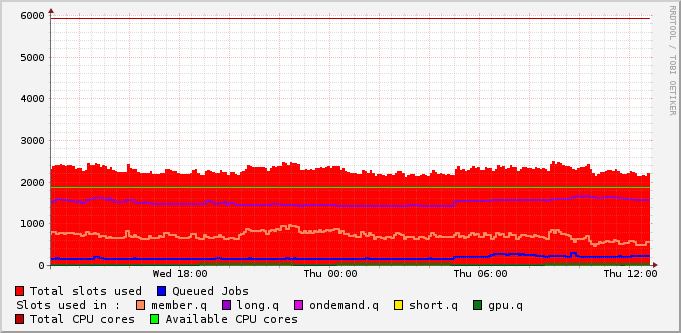 6000
5000
4000
3000
2000
1000
0
Wed 18:00 Thu 00:00 Thu 06:00 Thu 12:00
RRDTOOL / TOBI OETIKER
Total slots used Queued Jobs
Slots used in : member.q long.q ondemand.q short.q gpu.q
Total CPU cores Available CPU cores